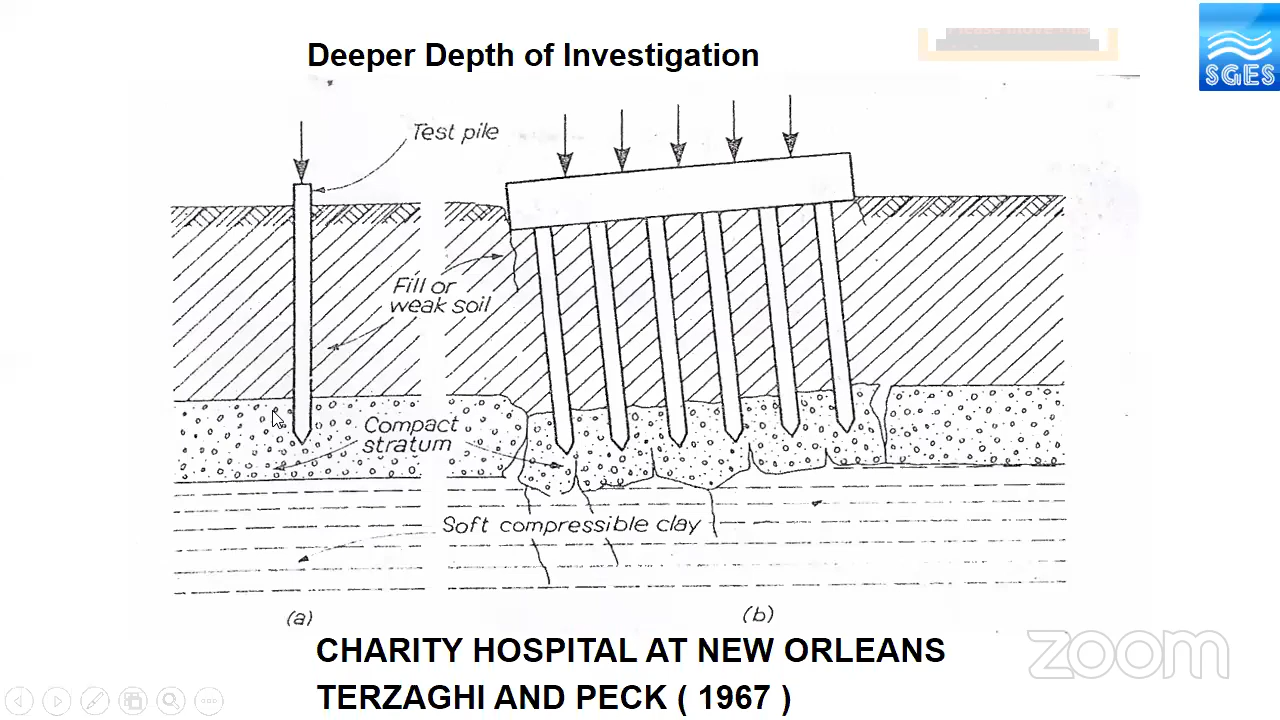 Deeper Depth of Investigation
SGES
Test pile
Fill or
weak soil
Compact
stratum
Soft compressible clay
(a)
(b)
CHARITY HOSPITAL AT NEW ORLEANS
TERZAGHI AND PECK ( 1967 )
zoom